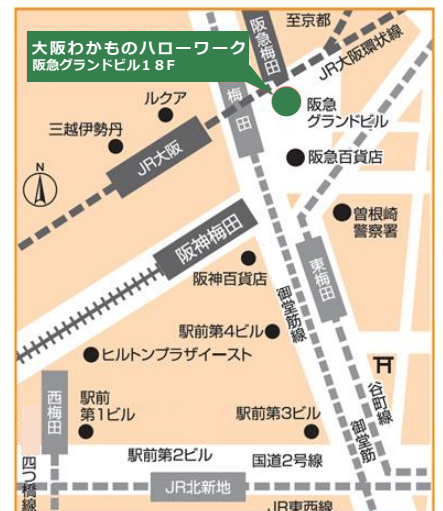 至京都
大阪わかものハローワーク
阪急グランドビル18F
阪急梅田
JR大阪環状線
梅田
ルクア
阪急
グランドビル
三越伊勢丹
JR大阪
阪急百貨店
N
曽根崎
警察署
阪神梅田
東梅田
阪神百貨店
御堂筋線
駅前第4ビル
ヒルトンプラザイースト
谷町線
西梅田
駅前
第1ビル
駅前第3ビル
御堂筋
駅前第2ビル
国道2号線
四つ橋線
JR北新地
JR東西線